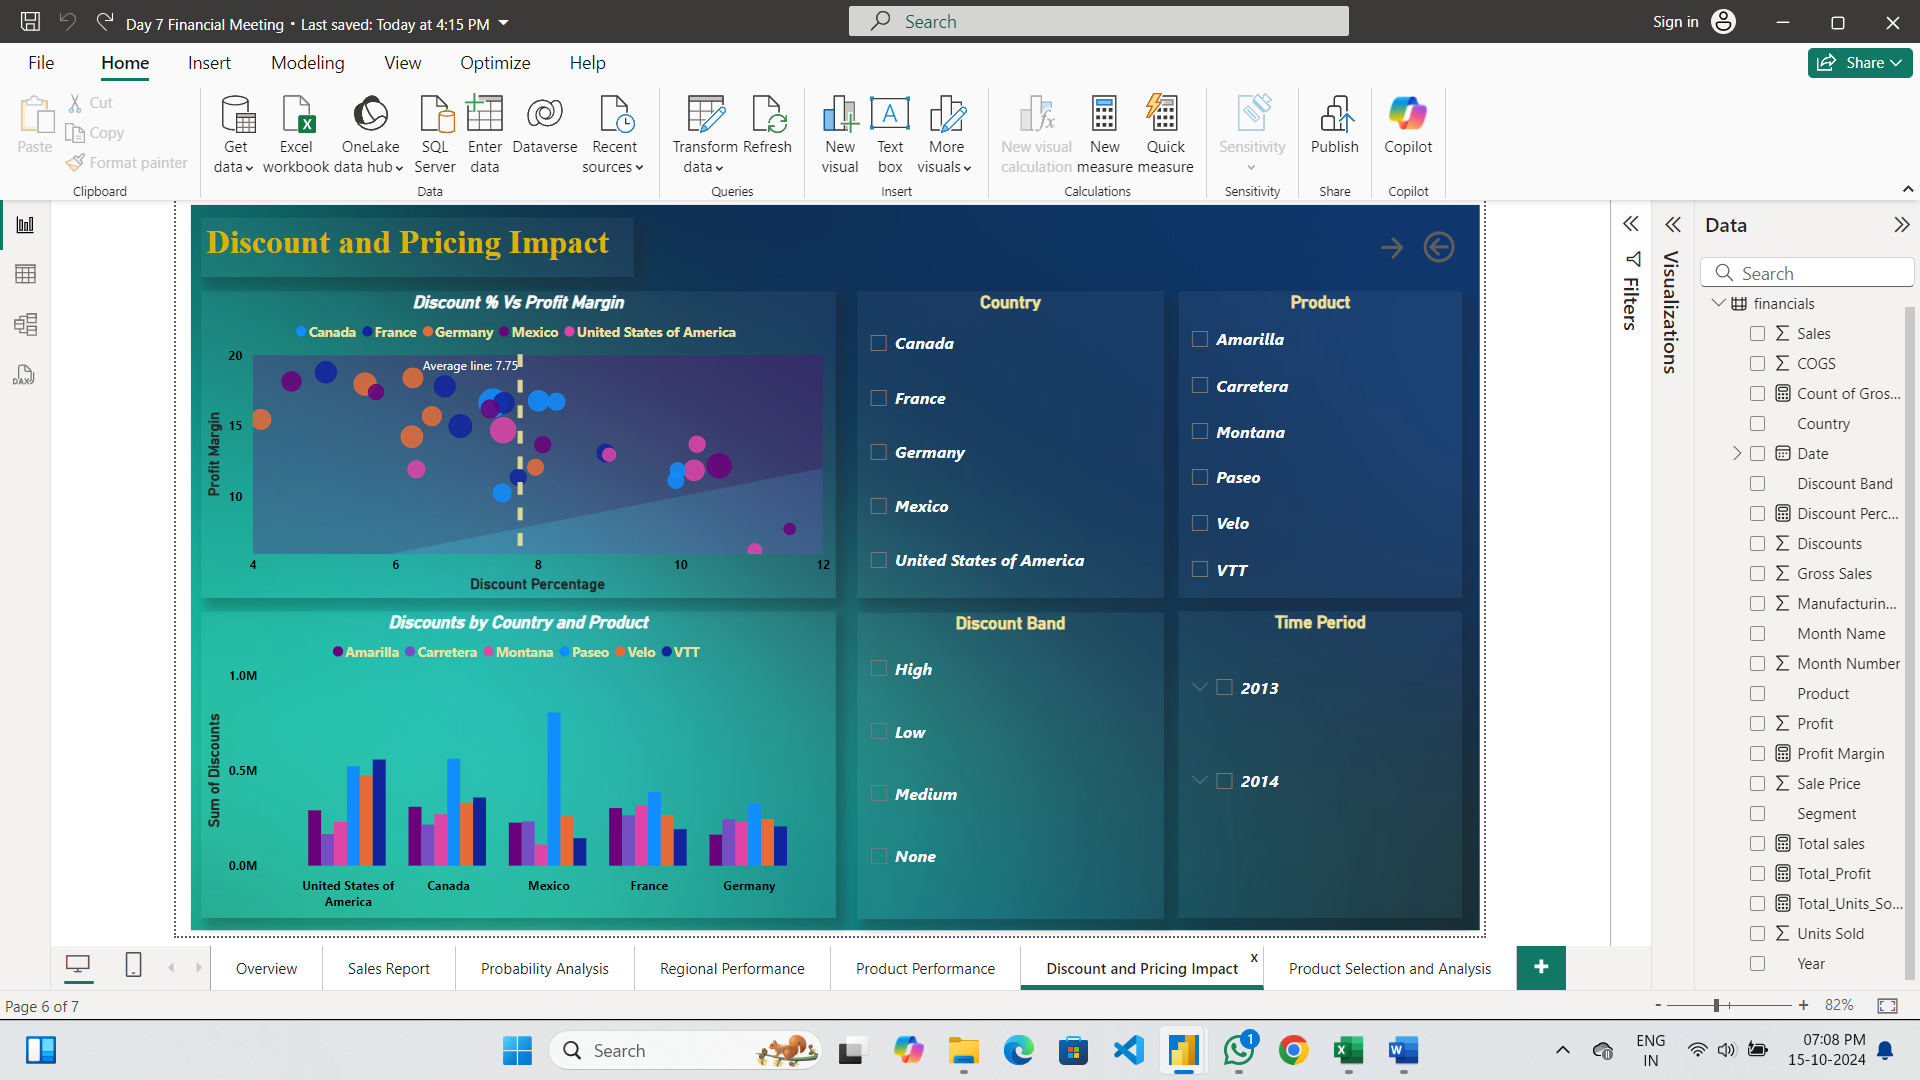 Day 7 Financial Meeting • Last saved: Today at 4:15 PM
Search
Sign in
File
Home
Insert
Modeling
View
Optimize
Help
Share
Paste
Cut
Copy
Format painter
Clipboard
Get data
Excel workbook
OneLake data hub
SQL Server
Enter data
Dataverse
Recent sources
Data
Transform data
Refresh
Queries
New visual
Text box
More visuals
Insert
New visual calculation
New measure
Quick measure
Calculations
Sensitivity
Sensitivity
Publish
Share
Copilot
Copilot
DAX
Discount and Pricing Impact
Discount % Vs Profit Margin
Canada France Germany Mexico United States of America
Average line: 7.75
Profit Margin
20
15
10
4 6 8 10 12
Discount Percentage
Country
Canada
France
Germany
Mexico
United States of America
Product
Amarilla
Carretera
Montana
Paseo
Velo
VTT
Discounts by Country and Product
Amarilla Carretera Montana Paseo Velo VTT
Sum of Discounts
1.0M
0.5M
0.0M
United States of America
Canada
Mexico
France
Germany
Discount Band
High
Low
Medium
None
Time Period
2013
2014
Filters
Visualizations
Data
Search
financials
Sales
COGS
Count of Gros...
Country
Date
Discount Band
Discount Perc...
Discounts
Gross Sales
Manufacturin...
Month Name
Month Number
Product
Profit
Profit Margin
Sale Price
Segment
Total sales
Total_Profit
Total_Units_So...
Units Sold
Year
Overview
Sales Report
Probability Analysis
Regional Performance
Product Performance
Discount and Pricing Impact
x
Product Selection and Analysis
+
Page 6 of 7
- + 82%
Search
1
ENG
IN
07:08 PM
15-10-2024